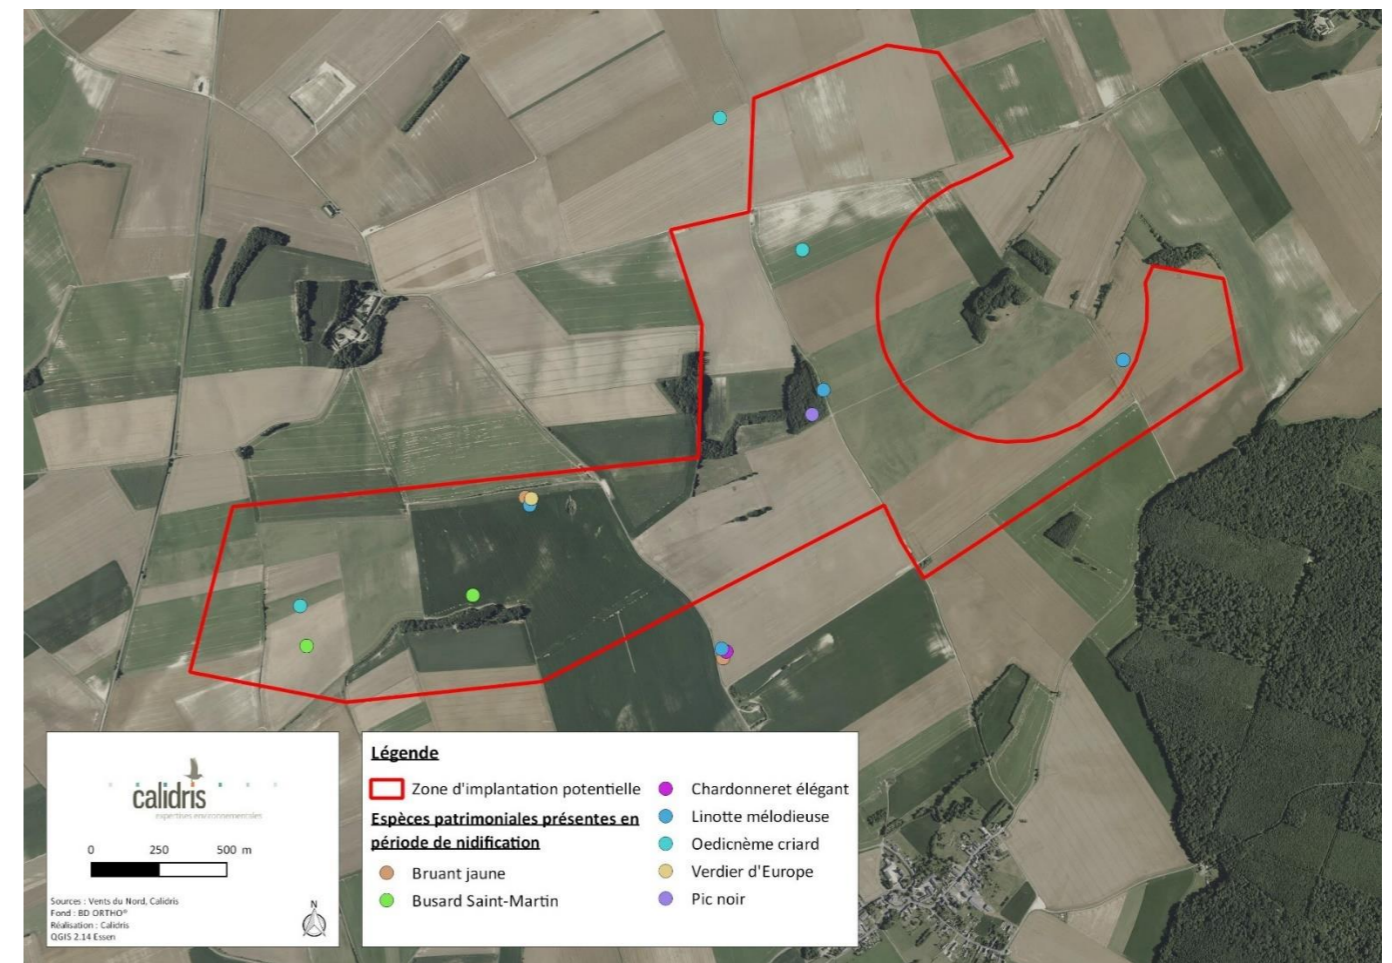 calidris
expertises environnementales
0 250 500 m
Sources : Vents du Nord, Calidris
Fond : BD ORTHO®
Réalisation : Calidris
QGIS 2.14 Essen
N
Légende
Zone d'implantation potentielle
Espèces patrimoniales présentes en
période de nidification
Bruant jaune
Busard Saint-Martin
Chardonneret élégant
Linotte mélodieuse
Oedicnème criard
Verdier d'Europe
Pic noir